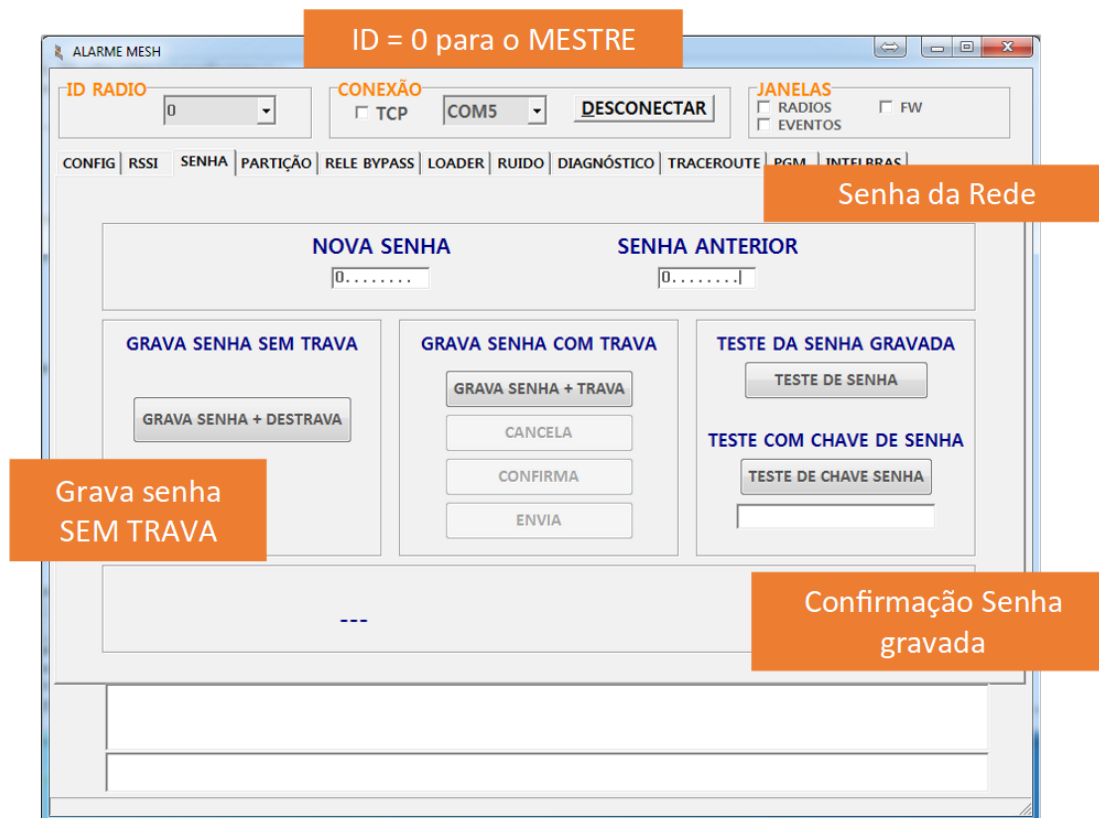 ID = 0 para o MESTRE
ALARME MESH
ID RADIO
0
CONEXÃO
TCP
COM5
DESCONECTAR
JANELAS
RADIOS
FW
EVENTOS
CONFIG RSSI SENHA PARTIÇÃO RELE BYPASS LOADER RUIDO DIAGNÓSTICO TRACEROUTE PGM INTELBRAS
Senha da Rede
NOVA SENHA
SENHA ANTERIOR
0........
0........
GRAVA SENHA SEM TRAVA
GRAVA SENHA + DESTRAVA
GRAVA SENHA COM TRAVA
GRAVA SENHA + TRAVA
CANCELA
CONFIRMA
ENVIA
TESTE DA SENHA GRAVADA
TESTE DE SENHA
TESTE COM CHAVE DE SENHA
TESTE DE CHAVE SENHA
Grava senha
SEM TRAVA
---
Confirmação Senha
gravada